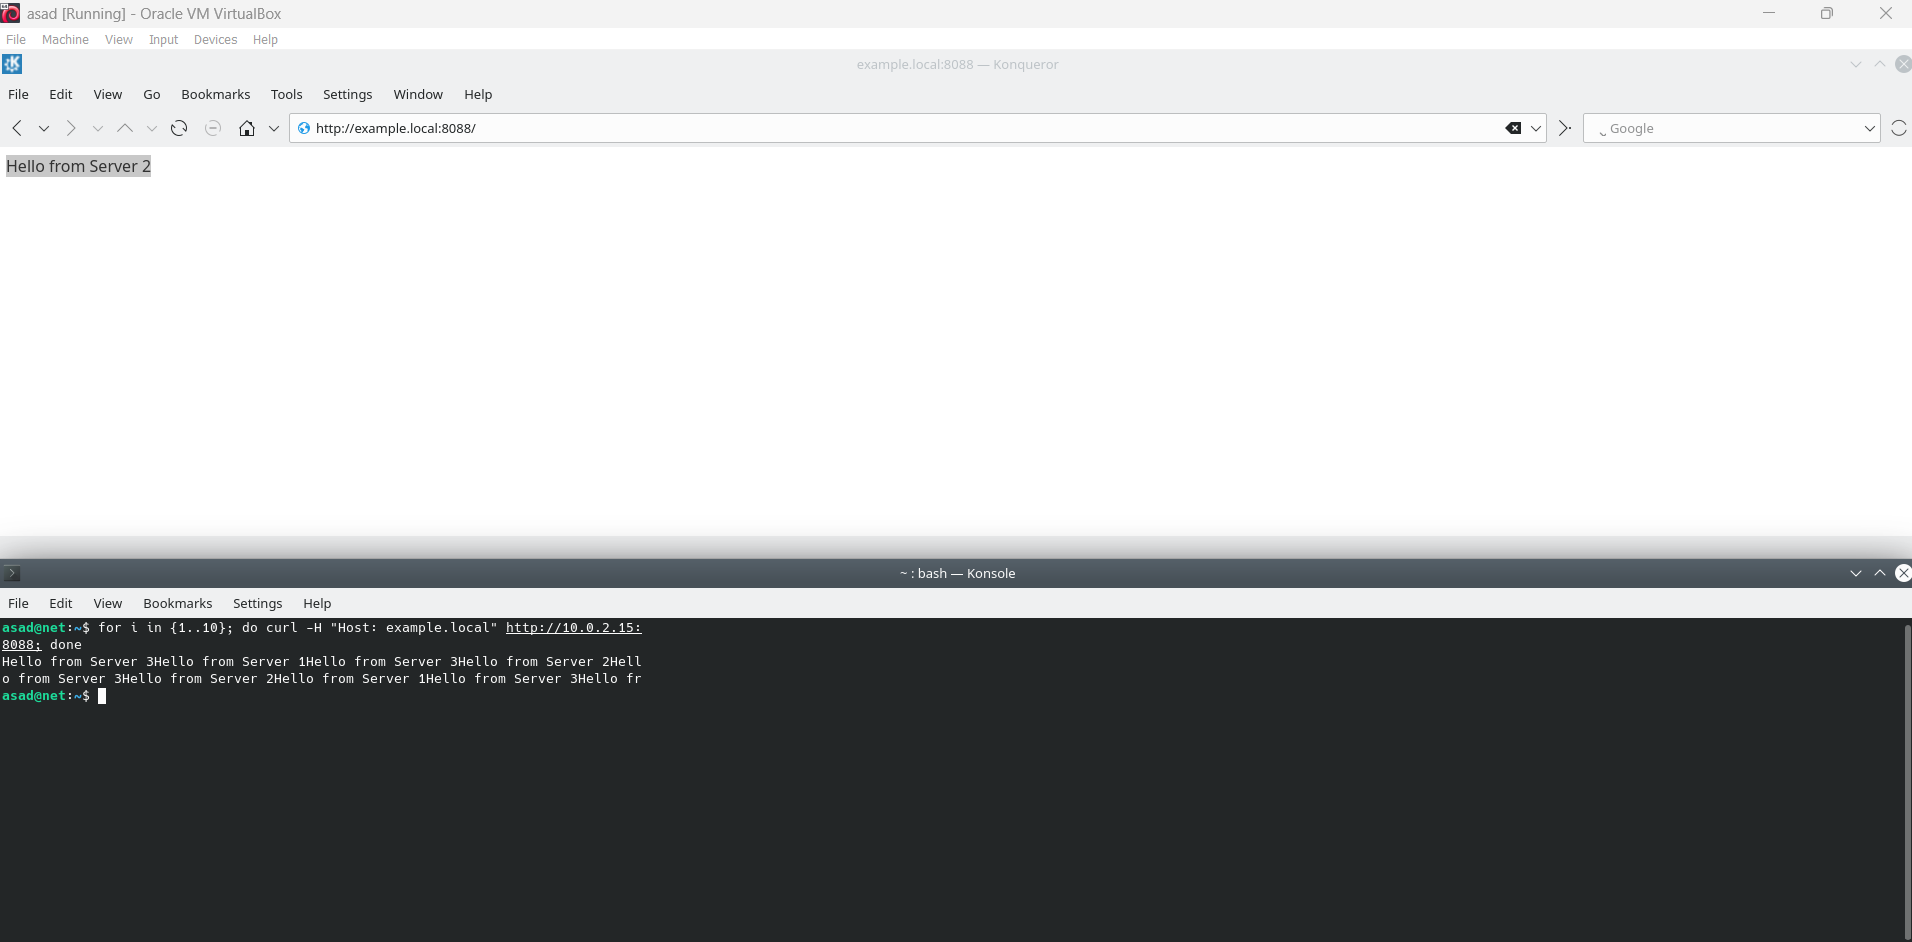 asad [Running] - Oracle VM VirtualBox
File Machine View Input Devices Help
example.local:8088 — Konqueror
File Edit View Go Bookmarks Tools Settings Window Help
http://example.local:8088/
Google
Hello from Server 2
~ : bash — Konsole
File Edit View Bookmarks Settings Help
asad@net:~$ for i in {1..10}; do curl -H "Host: example.local" http://10.0.2.15:
8088; done
Hello from Server 3Hello from Server 1Hello from Server 3Hello from Server 2Hell
o from Server 3Hello from Server 2Hello from Server 1Hello from Server 3Hello fr
asad@net:~$